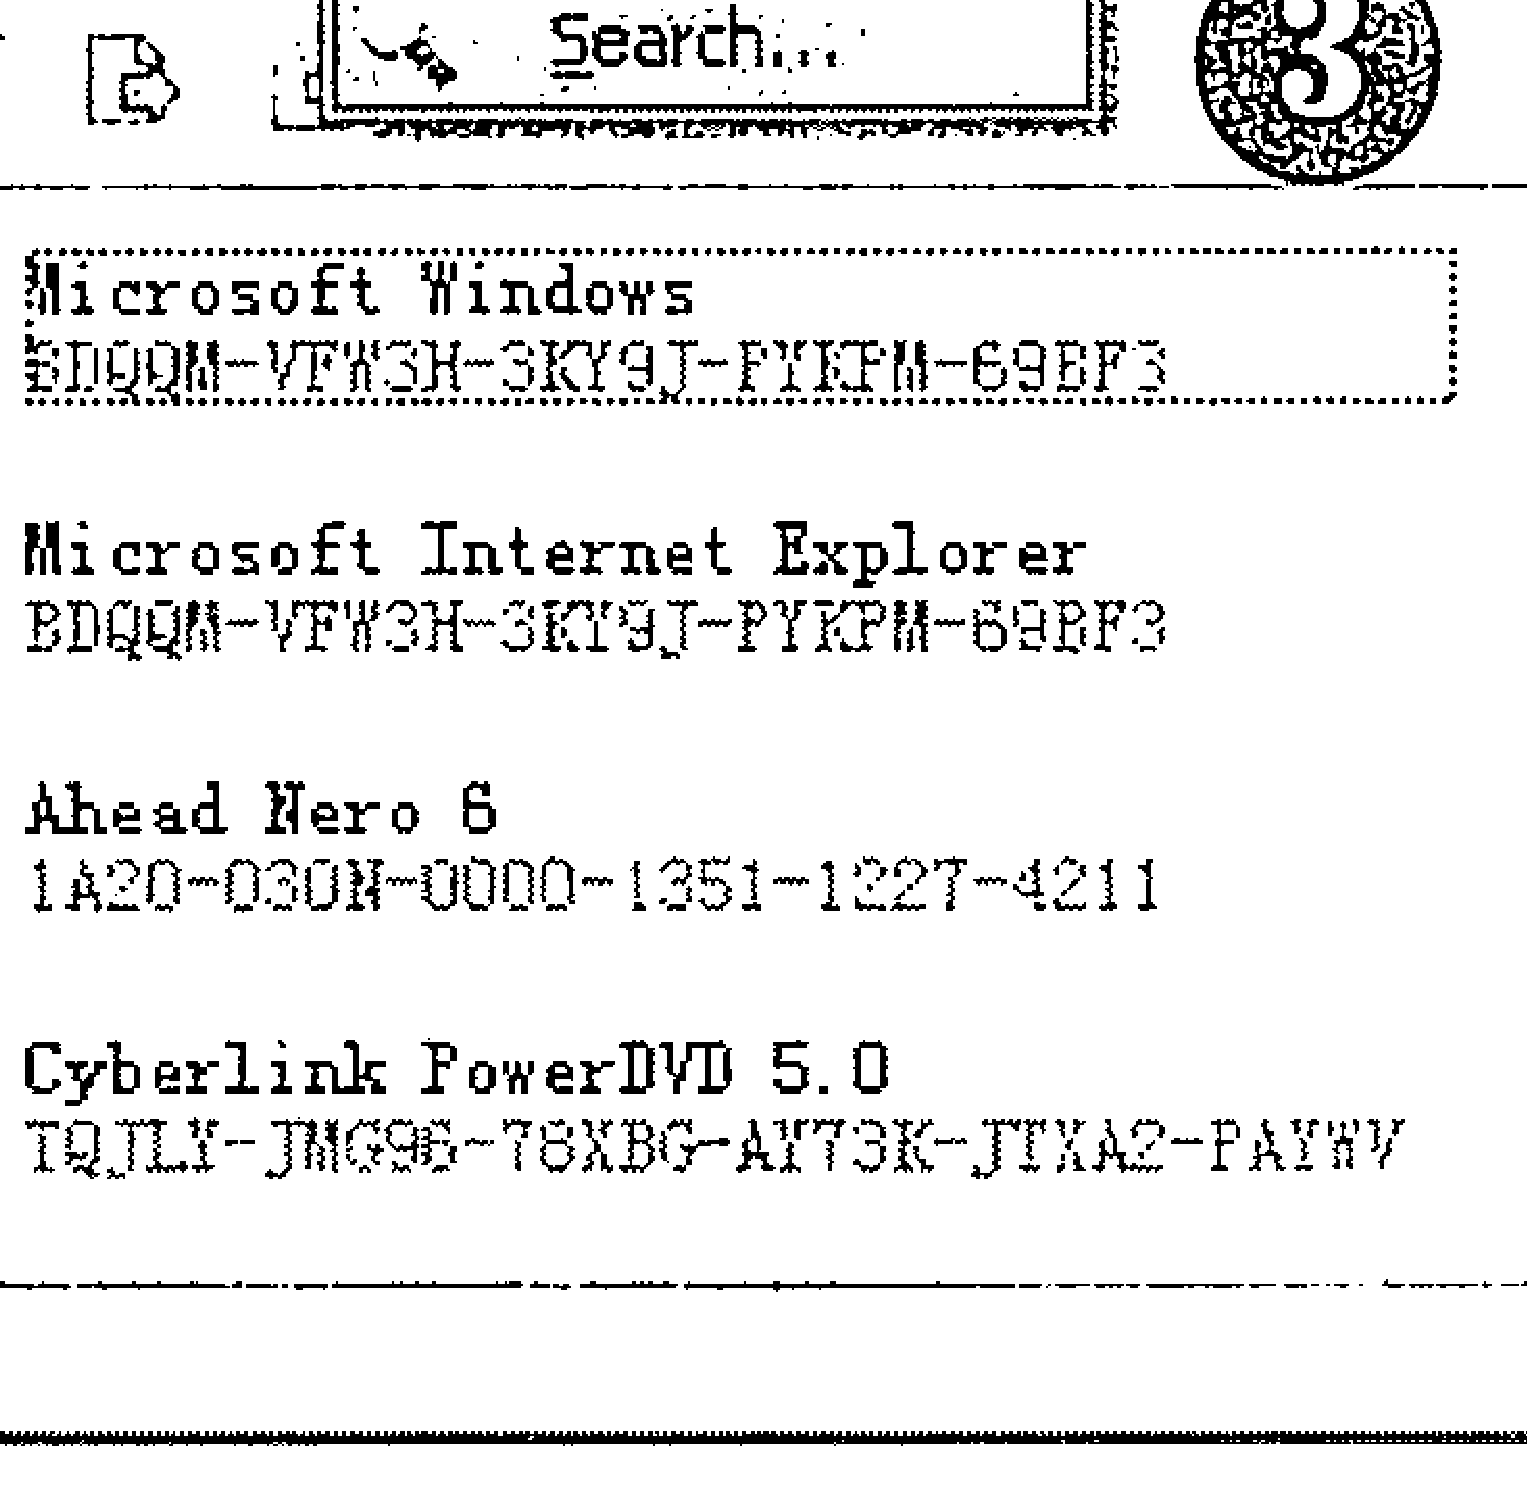 Search...
3
Microsoft Windows
BDQQM-VFW3H-3KY9J-PYKPM-69BF3
Microsoft Internet Explorer
BDQQM-VFW3H-3KY9J-PYKPM-69BF3
Ahead Nero 6
1A20-030N-0000-1351-1227-4211
Cyberlink PowerDVD 5.0
TQJLY-JMG96-78XBG-AY73K-JTXA2-PAYWV